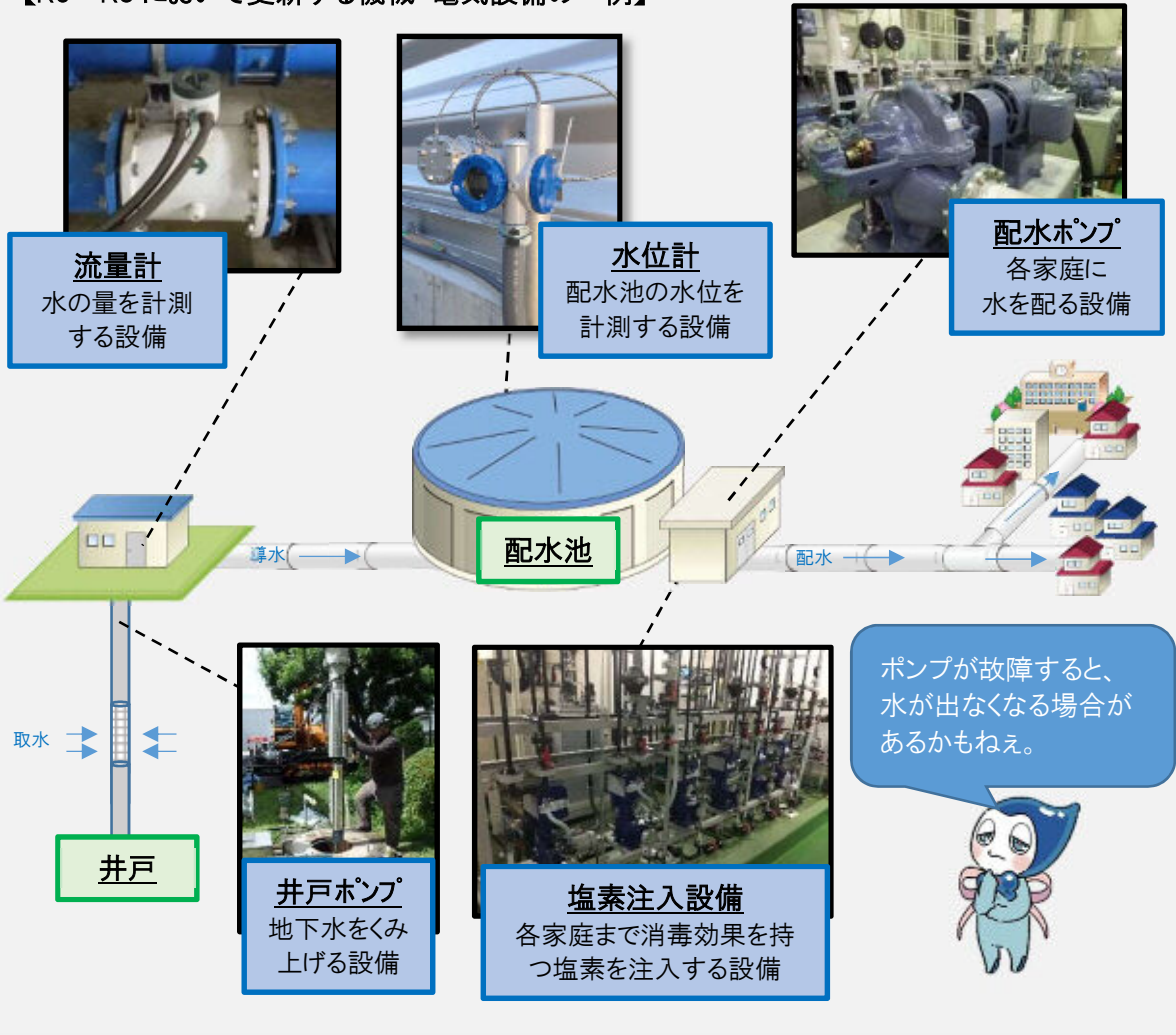 流量計
水の量を計測
する設備
水位計
配水池の水位を
計測する設備
配水ポンプ
各家庭に
水を配る設備
導水
配水池
配水
取水
井戸
井戸ポンプ
地下水をくみ
上げる設備
塩素注入設備
各家庭まで消毒効果を持
つ塩素を注入する設備
ポンプが故障すると、
水が出なくなる場合が
あるかもねぇ。